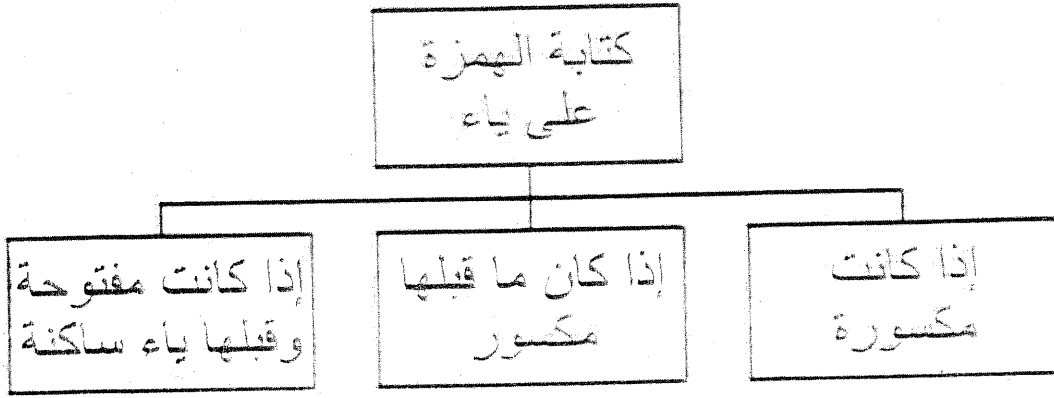 كتابة الهمزة
على ياء
إذا كانت
مكسورة
إذا كان ما قبلها
مكسور
إذا كانت مفتوحة
وقبلها ياء ساكنة